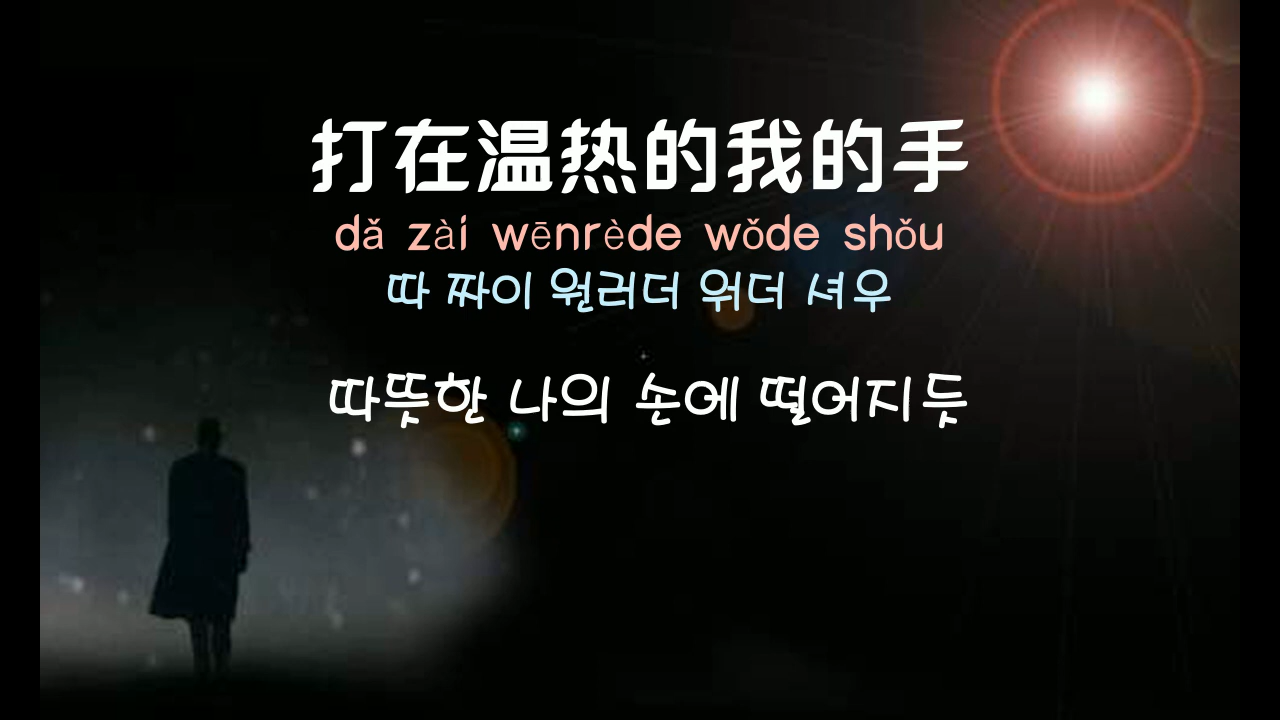 打在温热的我的手
dǎ zài wēnrède wǒde shǒu
따 짜이 원러더 워더 셔우
따뜻한 나의 손에 떨어지듯